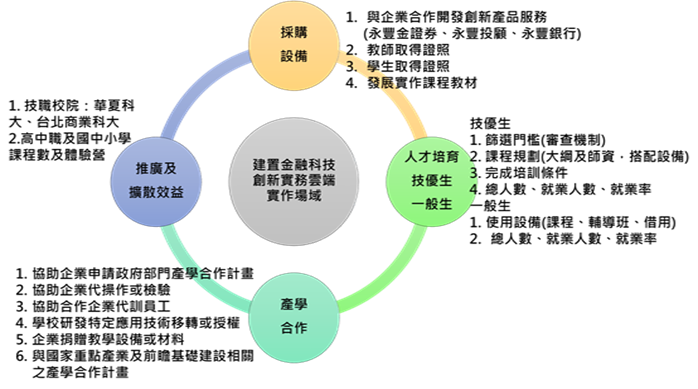 採購
設備
1. 與企業合作開發創新產品服務
(永豐金證券、永豐投顧、永豐銀行)
2. 教師取得證照
3. 學生取得證照
4. 發展實作課程教材
人才培育
技優生
一般生
技優生
1. 篩選門檻(審查機制)
2. 課程規劃(大綱及師資，搭配設備)
3. 完成培訓條件
4. 總人數、就業人數、就業率
一般生
1. 使用設備(課程、輔導班、借用)
2. 總人數、就業人數、就業率
產學
合作
1. 協助企業申請政府部門產學合作計畫
2. 協助企業代操作或檢驗
3. 協助合作企業代訓員工
4. 學校研發特定應用技術移轉或授權
5. 企業捐贈教學設備或材料
6. 與國家重點產業及前瞻基礎建設相關
之產學合作計畫
推廣及
擴散效益
1. 技職校院：華夏科
大、台北商業科大
2.高中職及國中小學
課程數及體驗營
建置金融科技
創新實務雲端
實作場域